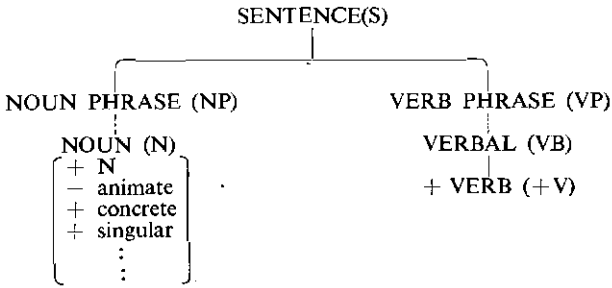 SENTENCE(S)
NOUN PHRASE (NP) VERB PHRASE (VP)
NOUN (N) VERBAL (VB)
+ N + VERB (+V)
− animate
+ concrete
+ singular